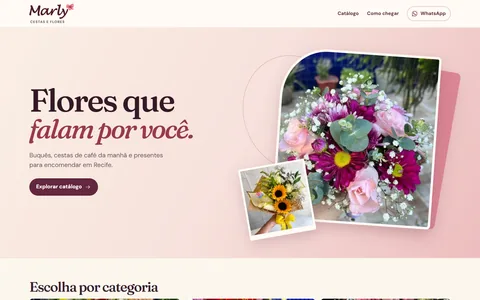 Marly
CESTAS E FLORES
Catálogo
Como chegar
WhatsApp
Flores que
falam por você.
Buquês, cestas de café da manhã e presentes
para encomendar em Recife.
Explorar catálogo →
Escolha por categoria